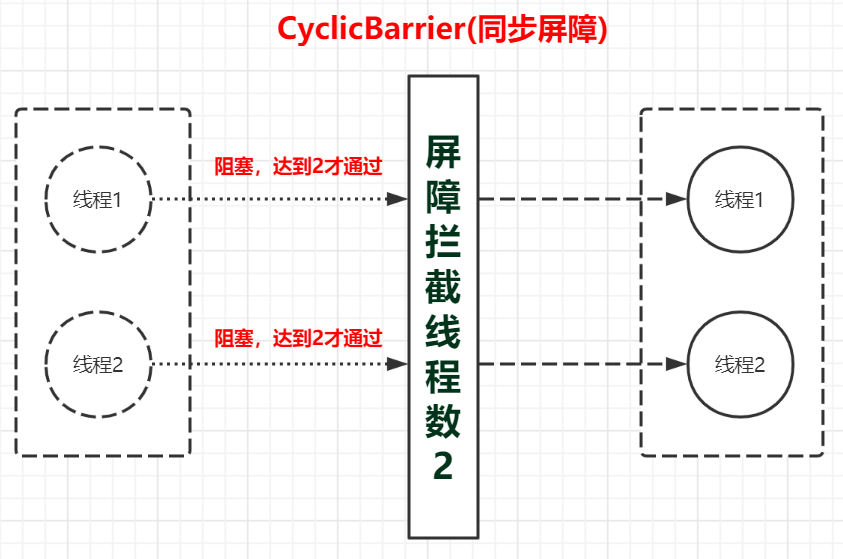 CyclicBarrier(同步屏障)
阻塞，达到2才通过
线程1
线程1
阻塞，达到2才通过
线程2
线程2
屏
障
拦
截
线
程
数
2